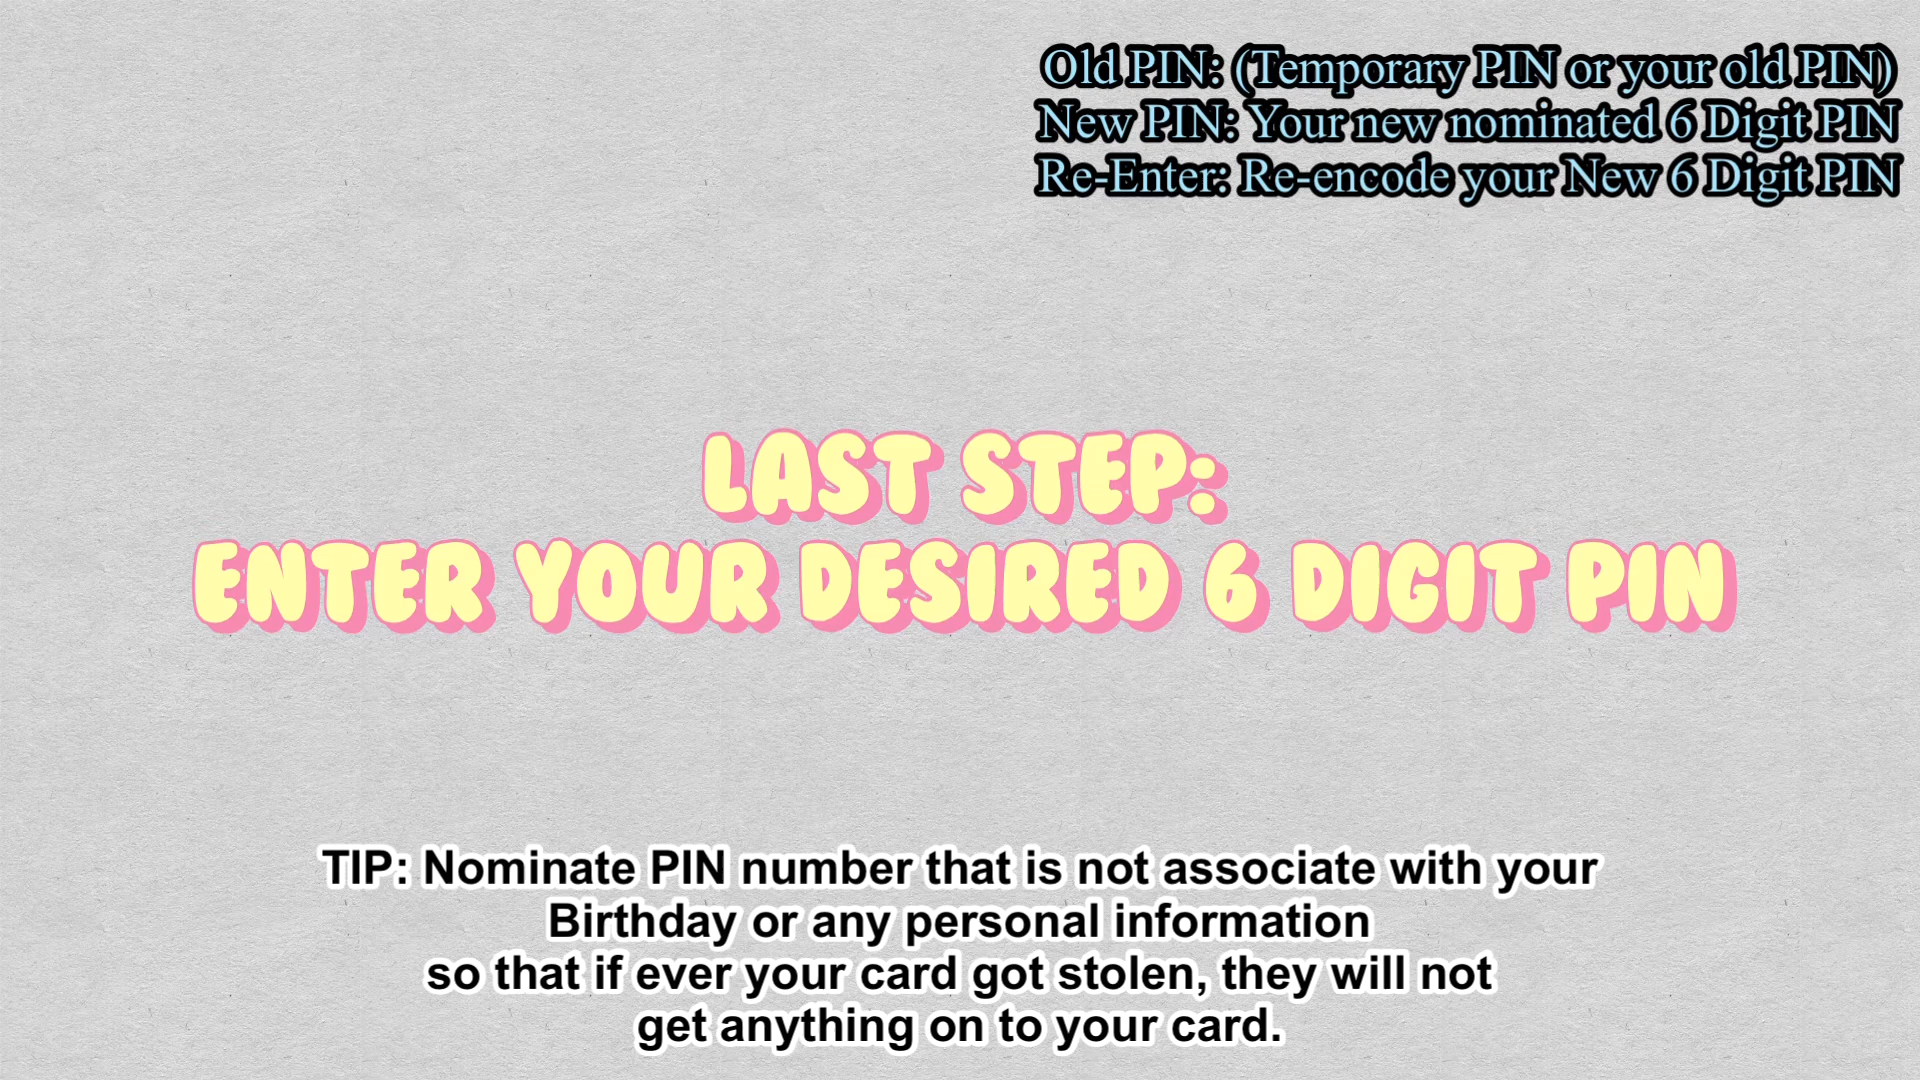 Old PIN: (Temporary PIN or your old PIN)
New PIN: Your new nominated 6 Digit PIN
Re-Enter: Re-encode your New 6 Digit PIN
LAST STEP:
ENTER YOUR DESIRED 6 DIGIT PIN
TIP: Nominate PIN number that is not associate with your
Birthday or any personal information
so that if ever your card got stolen, they will not
get anything on to your card.